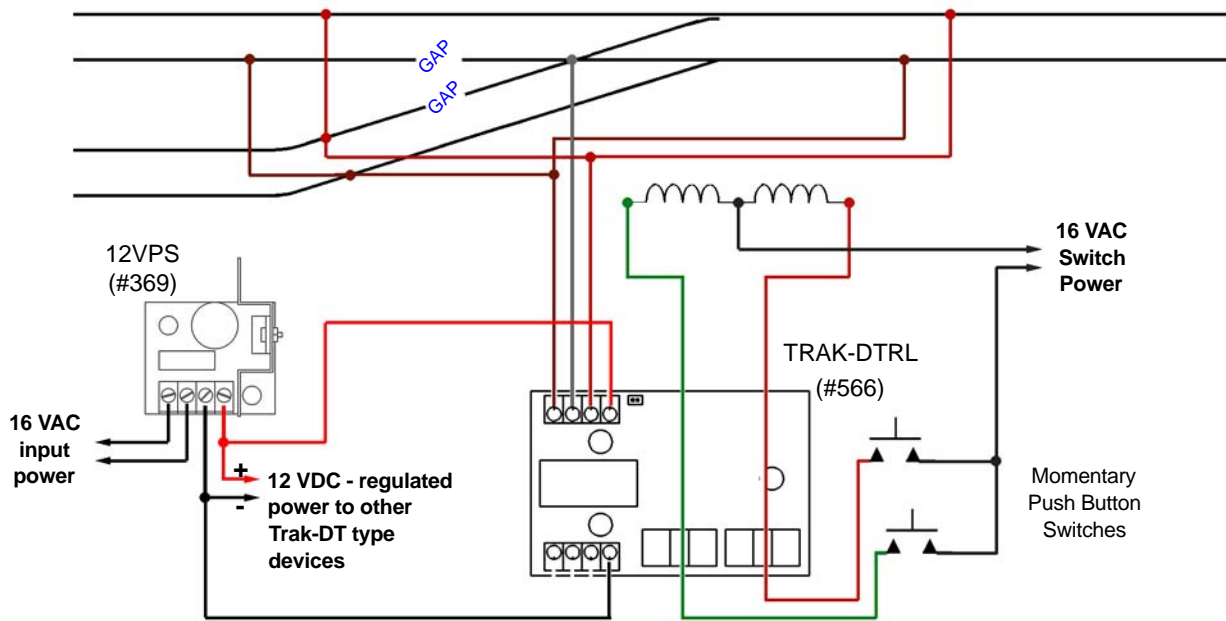 GAP
GAP
12VPS
(#369)
16 VAC
Switch
Power
TRAK-DTRL
(#566)
16 VAC
input
power
+
-
12 VDC - regulated
power to other
Trak-DT type
devices
Momentary
Push Button
Switches